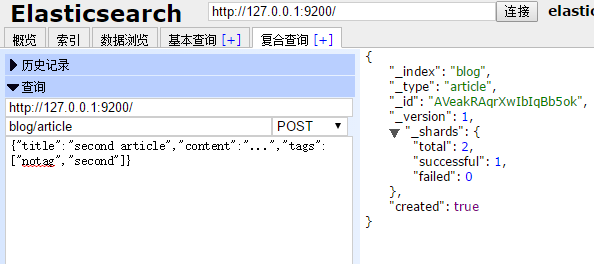 Elasticsearch http://127.0.0.1:9200/ 连接 elastic
概览 索引 数据浏览 基本查询 [+] 复合查询 [+]
历史记录
查询
http://127.0.0.1:9200/
blog/article POST
{"title":"second article","content":"...","tags":
["notag","second"]}
{
"_index": "blog",
"_type": "article",
"_id": "AVeakRAqrXwIbIqBb5ok",
"_version": 1,
"_shards": {
"total": 2,
"successful": 1,
"failed": 0
},
"created": true
}